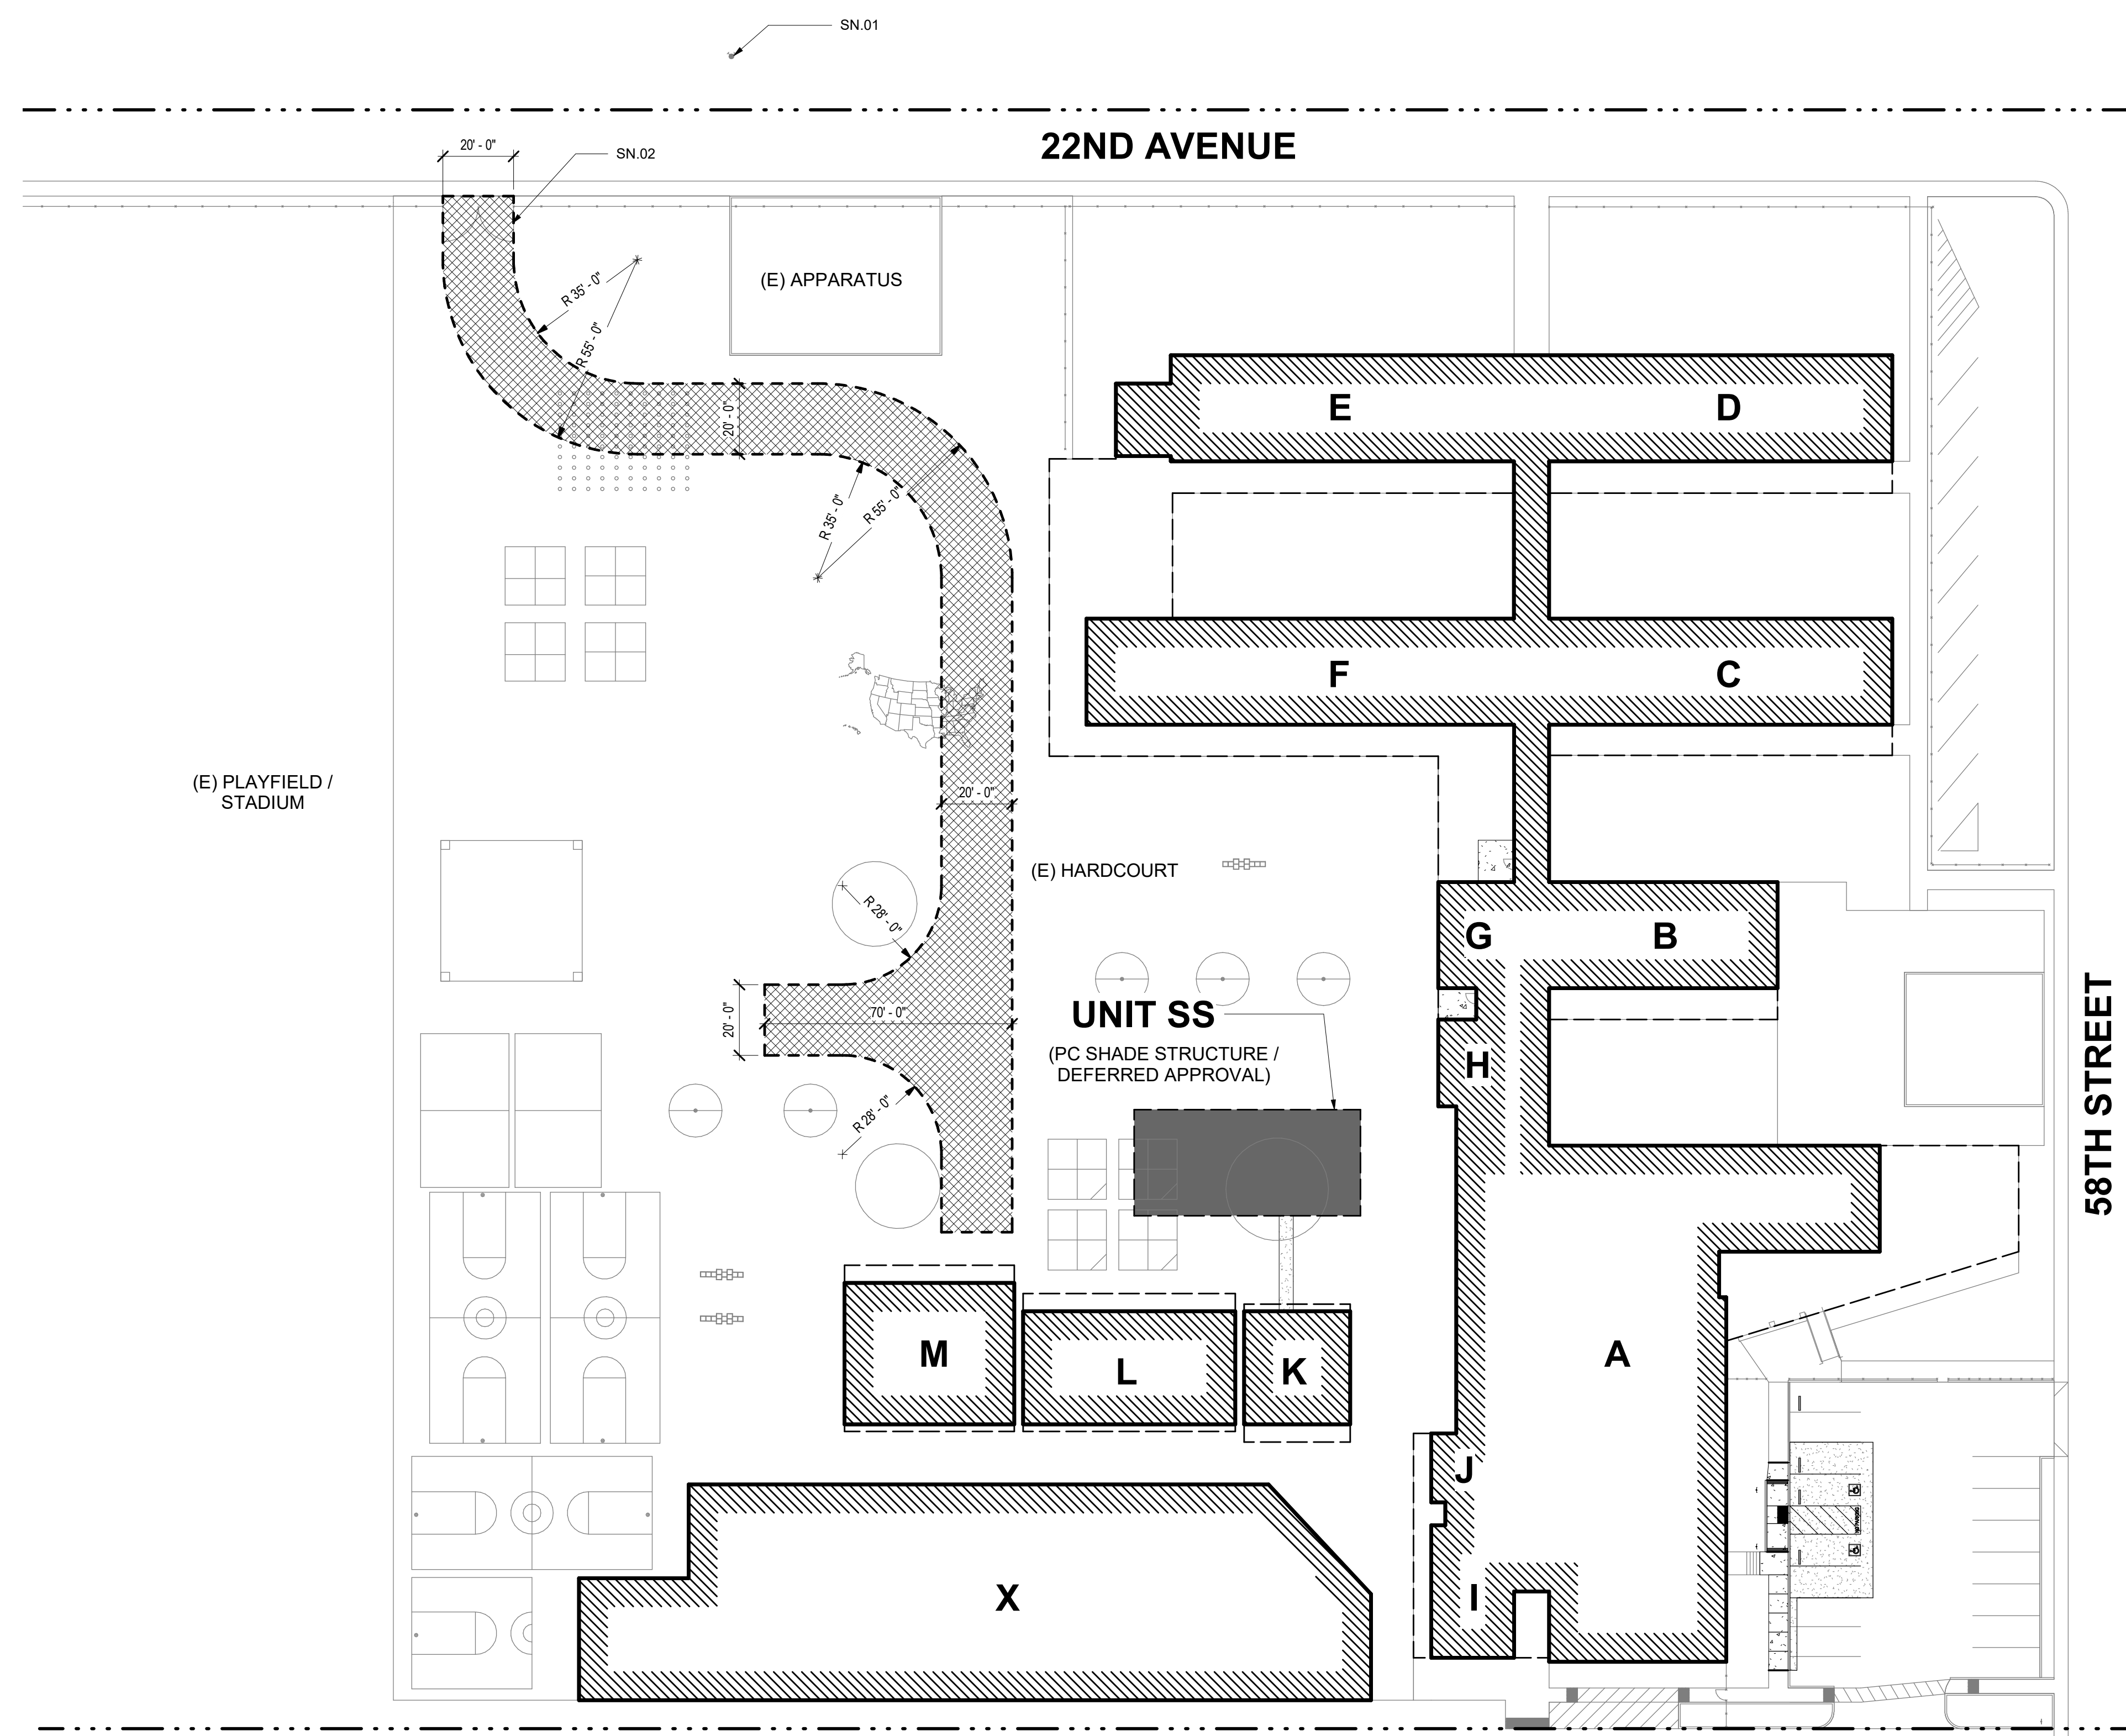 SN.01
22ND AVENUE
20' - 0"
SN.02
R 35' - 0"
R 55' - 0"
(E) APPARATUS
20' - 0"
E
D
R 35' - 0"
R 55' - 0"
F
C
(E) PLAYFIELD /
STADIUM
20' - 0"
(E) HARDCOURT
R 28' - 0"
G
B
20' - 0"
70' - 0"
UNIT SS
(PC SHADE STRUCTURE /
DEFERRED APPROVAL)
H
R 28' - 0"
58TH STREET
M
L
K
A
J
X
I